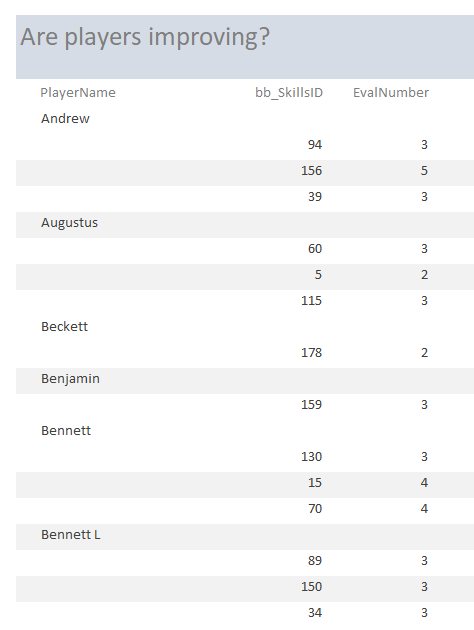 Are players improving?
PlayerName bb_SkillsID EvalNumber
Andrew
94 3
156 5
39 3
Augustus
60 3
5 2
115 3
Beckett
178 2
Benjamin
159 3
Bennett
130 3
15 4
70 4
Bennett L
89 3
150 3
34 3